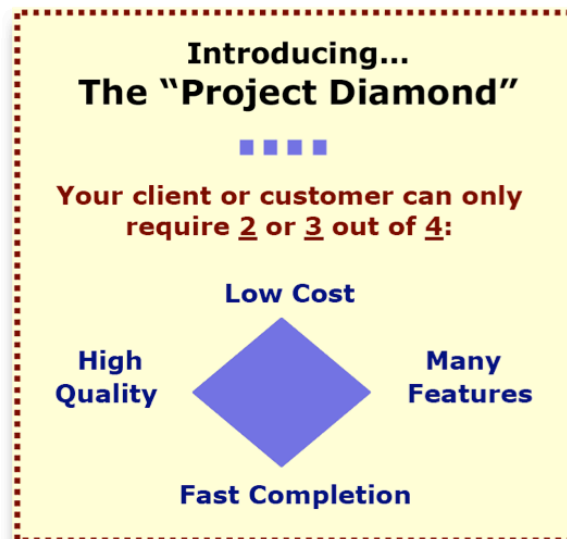 Introducing...
The “Project Diamond”
Your client or customer can only
require 2 or 3 out of 4:
Low Cost
High
Quality
Many
Features
Fast Completion